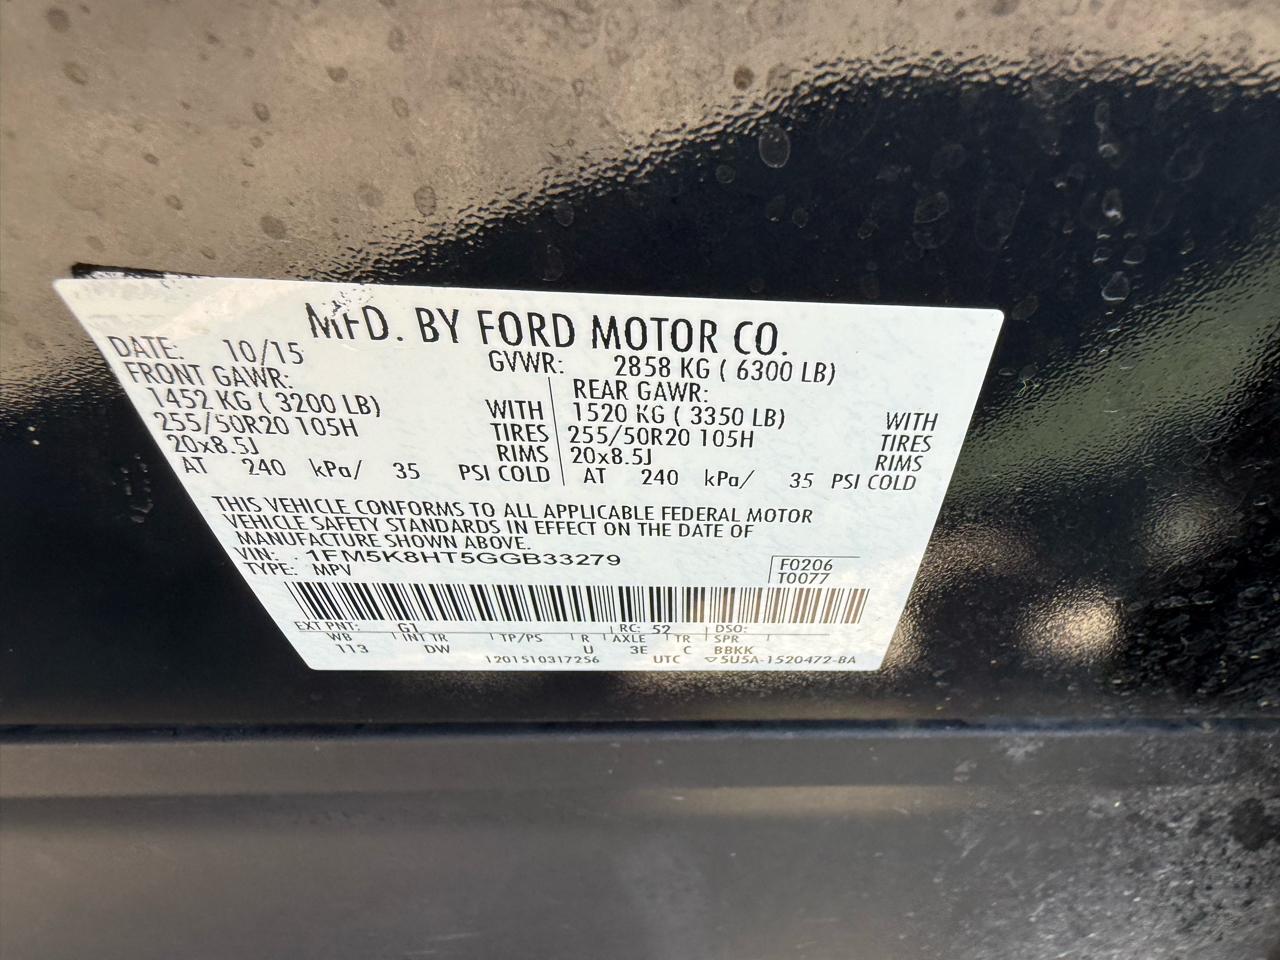 MFD. BY FORD MOTOR CO.
DATE: 10/15 GVWR: 2858 KG ( 6300 LB)
FRONT GAWR: REAR GAWR:
1452 KG ( 3200 LB) WITH 1520 KG ( 3350 LB) WITH
255/50R20 105H TIRES 255/50R20 105H TIRES
20x8.5J RIMS 20x8.5J RIMS
AT 240 kPa/ 35 PSI COLD AT 240 kPa/ 35 PSI COLD
THIS VEHICLE CONFORMS TO ALL APPLICABLE FEDERAL MOTOR
VEHICLE SAFETY STANDARDS IN EFFECT ON THE DATE OF
MANUFACTURE SHOWN ABOVE.
VIN: 1FM5K8HT5GGB33279 F0206
TYPE: MPV T0077
EXT PNT: G1 RC: 52 DSO:
WB INT TR TP/PS R AXLE TR SPR
113 DW U 3E C BBKK
1201510317256 UTC ▽5U5A-1520472-BA